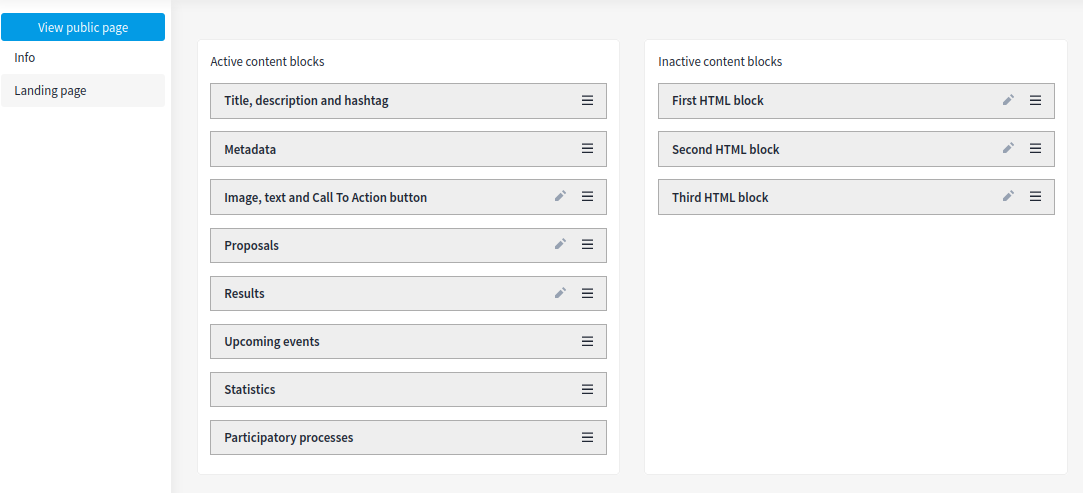 View public page
Info
Landing page
Active content blocks
Title, description and hashtag
Metadata
Image, text and Call To Action button
Proposals
Results
Upcoming events
Statistics
Participatory processes
Inactive content blocks
First HTML block
Second HTML block
Third HTML block